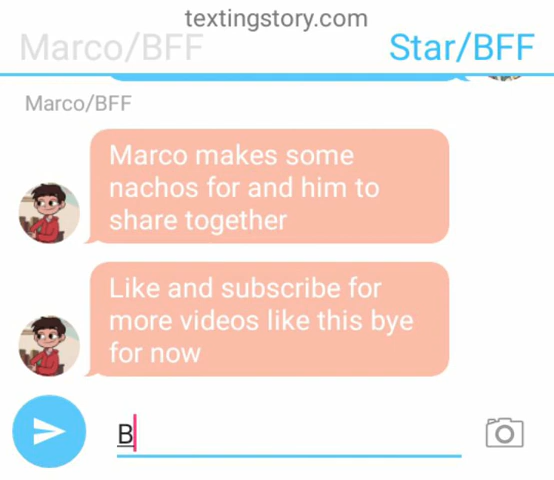 textingstory.com
Marco/BFF
Star/BFF
Marco/BFF
Marco makes some
nachos for and him to
share together
Like and subscribe for
more videos like this bye
for now
B